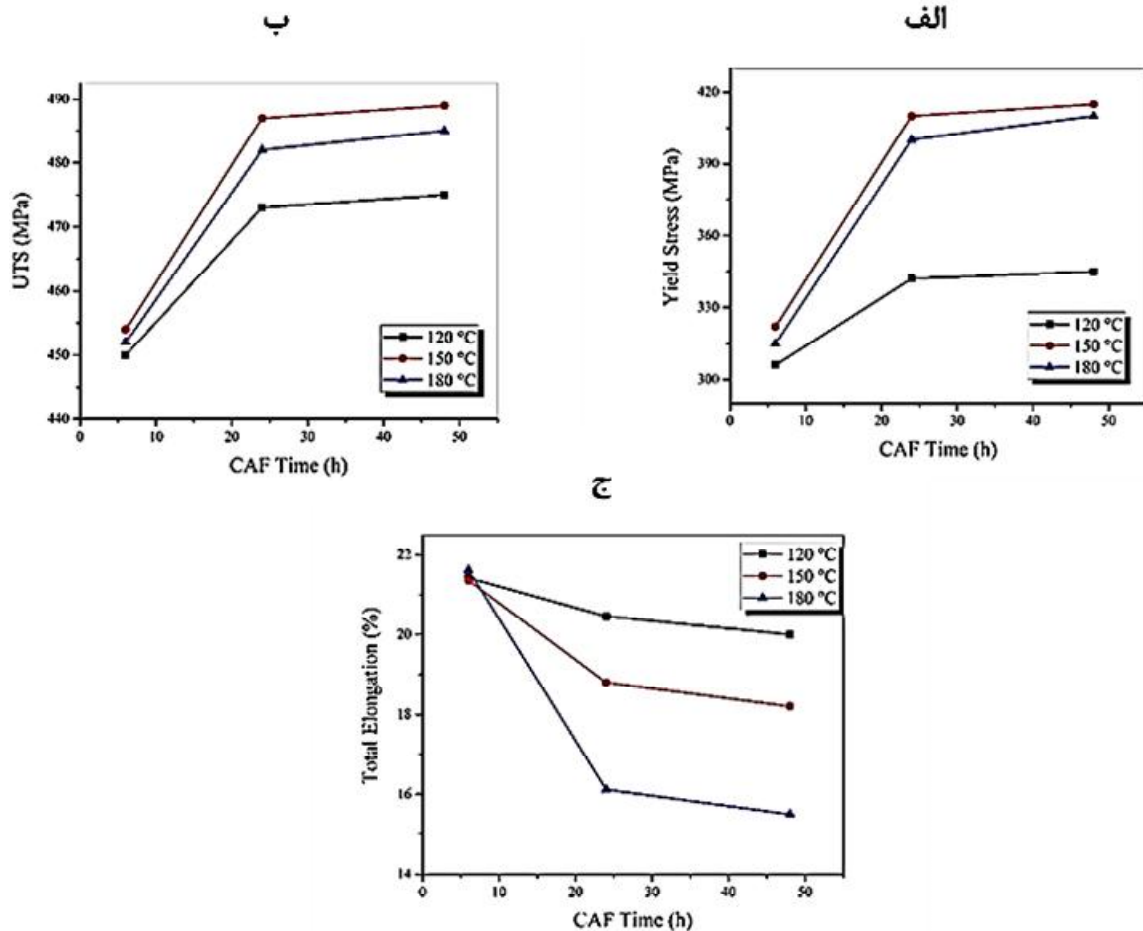 ب
الف
490
480
470
460
450
440
UTS (MPa)
0 10 20 30 40 50
CAF Time (h)
120 °C
150 °C
180 °C
420
390
360
330
300
Yield Stress (MPa)
0 10 20 30 40 50
CAF Time (h)
120 °C
150 °C
180 °C
ج
22
20
18
16
14
Total Elongation (%)
0 10 20 30 40 50
CAF Time (h)
120 °C
150 °C
180 °C